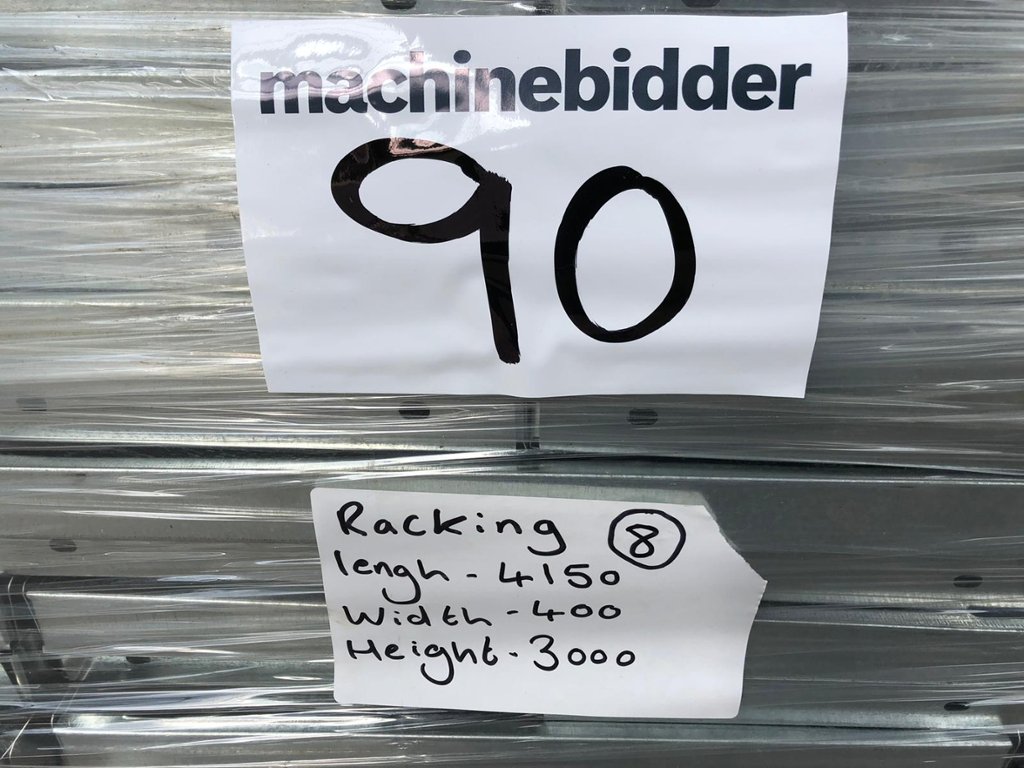 machinebidder
90
Racking 8
lengh - 4150
Width - 400
Height - 3000